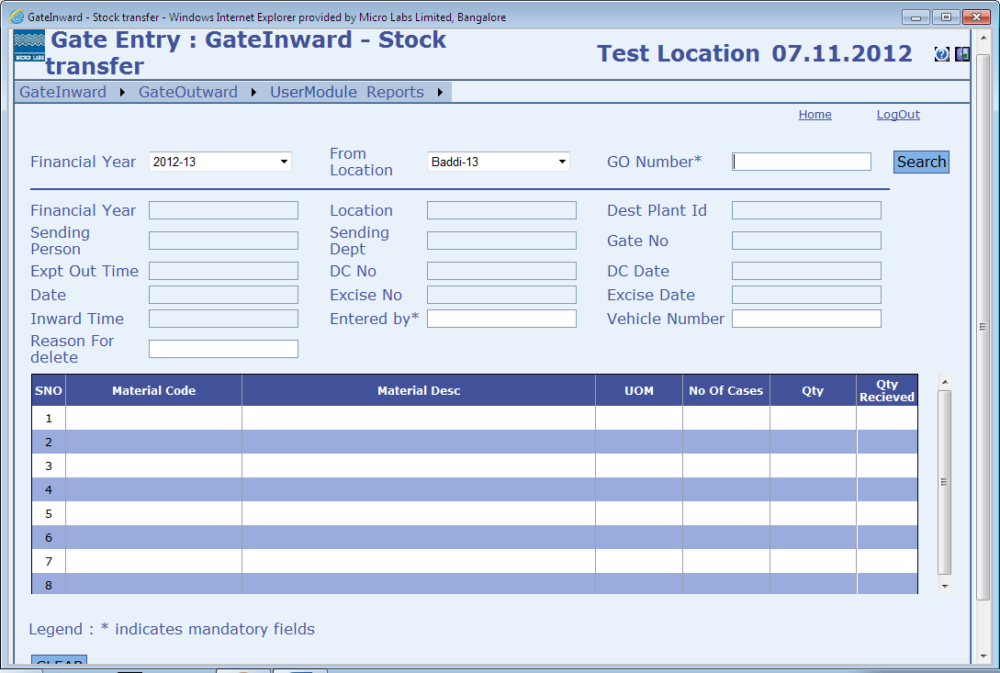 GateInward - Stock transfer - Windows Internet Explorer provided by Micro Labs Limited, Bangalore
MICRO LABS
Gate Entry : GateInward - Stock
transfer
Test Location 07.11.2012
GateInward GateOutward UserModule Reports
Home LogOut
Financial Year 2012-13 From Location Baddi-13 GO Number* Search
Financial Year Location Dest Plant Id
Sending Person Sending Dept Gate No
Expt Out Time DC No DC Date
Date Excise No Excise Date
Inward Time Entered by* Vehicle Number
Reason For
delete
SNO Material Code Material Desc UOM No Of Cases Qty Qty Recieved
1
2
3
4
5
6
7
8
Legend : * indicates mandatory fields
CLEAR